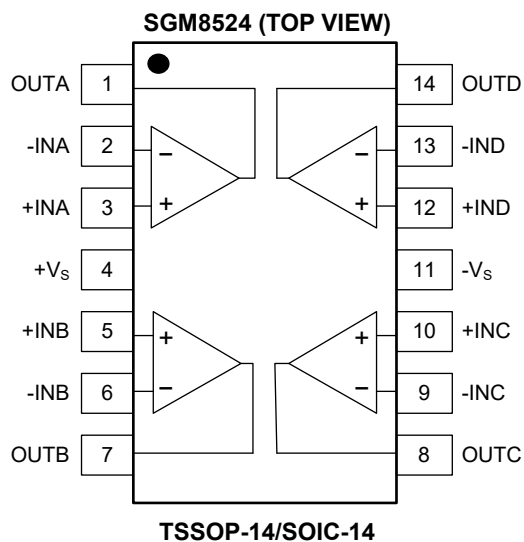 SGM8524 (TOP VIEW)
OUTA 1 14 OUTD
-INA 2 − − 13 -IND
+INA 3 + + 12 +IND
+VS 4 11 -VS
+INB 5 + + 10 +INC
-INB 6 − − 9 -INC
OUTB 7 8 OUTC
TSSOP-14/SOIC-14